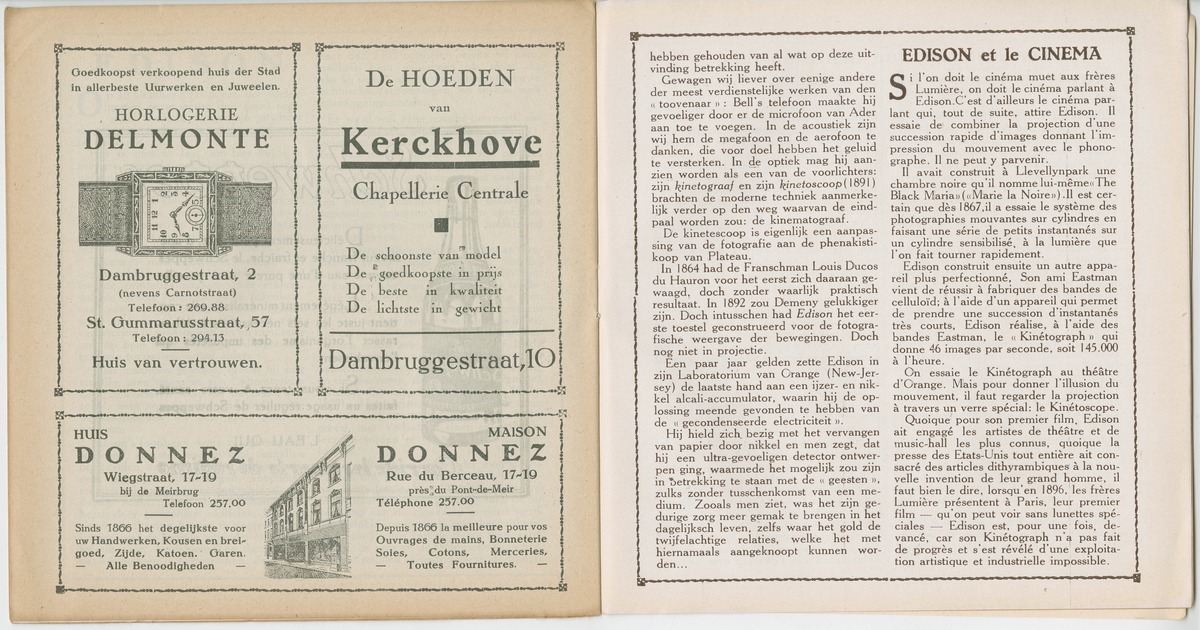 Goedkoopst verkoopend huis der Stad
in allerbeste Uurwerken en Juweelen.
HORLOGERIE
DELMONTE
Dambruggestraat, 2
(nevens Carnotstraat)
Telefoon : 269.88
St. Gummarusstraat, 57
Telefoon : 294.13
Huis van vertrouwen.
De HOEDEN
van
Kerckhove
Chapellerie Centrale
De schoonste van model
De goedkoopste in prijs
De beste in kwaliteit
De lichtste in gewicht
Dambruggestraat,10
HUIS
DONNEZ
Wiegstraat, 17-19
bij de Meirbrug
Telefoon 257,00
Sinds 1866 het degelijkste voor
uw Handwerken, Kousen en brei-
goed, Zijde, Katoen. Garen.
— Alle Benoodigheden —
MAISON
DONNEZ
Rue du Berceau, 17-19
près du Pont-de-Meir
Téléphone 257.00
Depuis 1866 la meilleure pour vos
Ouvrages de mains, Bonneterie
Soies, Cotons, Merceries,
— Toutes Fournitures. —
hebben gehouden van al wat op deze uit-
vinding betrekking heeft.
Gewagen wij liever over eenige andere
der meest verdienstelijke werken van den
« toovenaar » : Bell's telefoon maakte hij
gevoeliger door er de microfoon van Ader
aan toe te voegen. In de acoustiek zijn
wij hem de megafoon en de aerofoon te
danken, die voor doel hebben het geluid
te versterken. In de optiek mag hij aan-
zien worden als een van de voorlichters:
zijn kinetograaf en zijn kinetoscoop (1891)
brachten de moderne techniek aanmerke-
lijk verder op den weg waarvan de eind-
paal worden zou: de kinematograaf.
De kinetescoop is eigenlijk een aanpas-
sing van de fotografie aan de phenakisti-
koop van Plateau.
In 1864 had de Franschman Louis Ducos
du Hauron voor het eerst zich daaraan ge-
waagd, doch zonder waarlijk praktisch
resultaat. In 1892 zou Demeny gelukkiger
zijn. Doch intusschen had Edison het eer-
ste toestel geconstrueerd voor de fotogra-
fische weergave der bewegingen. Doch
nog niet in projectie.
Een paar jaar gelden zette Edison in
zijn Laboratorium van Orange (New-Jer-
sey) de laatste hand aan een ijzer- en nik-
kel alcali-accumulator, waarin hij de op-
lossing meende gevonden te hebben van
de « gecondenseerde electriciteit ».
Hij hield zich bezig met het vervangen
van papier door nikkel en men zegt, dat
hij een ultra-gevoeligen detector ontwer-
pen ging, waarmede het mogelijk zou zijn
in betrekking te staan met de « geesten »,
zulks zonder tusschenkomst van een me-
dium. Zooals men ziet, was het zijn ge-
durige zorg meer gemak te brengen in het
dagelijksch leven, zelfs waar het gold de
twijfelachtige relaties, welke het met
hiernamaals aangeknoopt kunnen wor-
den...
EDISON et le CINEMA
Si l'on doit le cinéma muet aux frères
Lumière, on doit le cinéma parlant à
Edison.C'est d'ailleurs le cinéma par-
lant qui, tout de suite, attire Edison. Il
essaie de combiner la projection d'une
succession rapide d'images donnant l'im-
pression du mouvement avec le phono-
graphe. Il ne peut y parvenir.
Il avait construit à Llevellynpark une
chambre noire qu'il nomme lui-même«The
Black Maria»(«Marie la Noire»).Il est cer-
tain que dès 1867,il a essaie le système des
photographies mouvantes sur cylindres en
faisant une série de petits instantanés sur
un cylindre sensibilisé, à la lumière que
l'on fait tourner rapidement.
Edison construit ensuite un autre appa-
reil plus perfectionné. Son ami Eastman
vient de réussir à fabriquer des bandes de
celluloïd; à l'aide d'un appareil qui permet
de prendre une succession d'instantanés
très courts, Edison réalise, à l'aide des
bandes Eastman, le « Kinétograph » qui
donne 46 images par seconde, soit 145.000
à l'heure.
On essaie le Kinétograph au théâtre
d'Orange. Mais pour donner l'illusion du
mouvement, il faut regarder la projection
à travers un verre spécial: le Kinétoscope.
Quoique pour son premier film, Edison
ait engagé les artistes de théâtre et de
music-hall les plus connus, quoique la
presse des Etats-Unis tout entière ait con-
sacré des articles dithyrambiques à la nou-
velle invention de leur grand homme, il
faut bien le dire, lorsqu'en 1896, les frères
Lumière présentent à Paris, leur premier
film — qu'on peut voir sans lunettes spé-
ciales — Edison est, pour une fois, de-
vancé, car son Kinétograph n'a pas fait
de progrès et s'est révélé d'une exploita-
tion artistique et industrielle impossible.